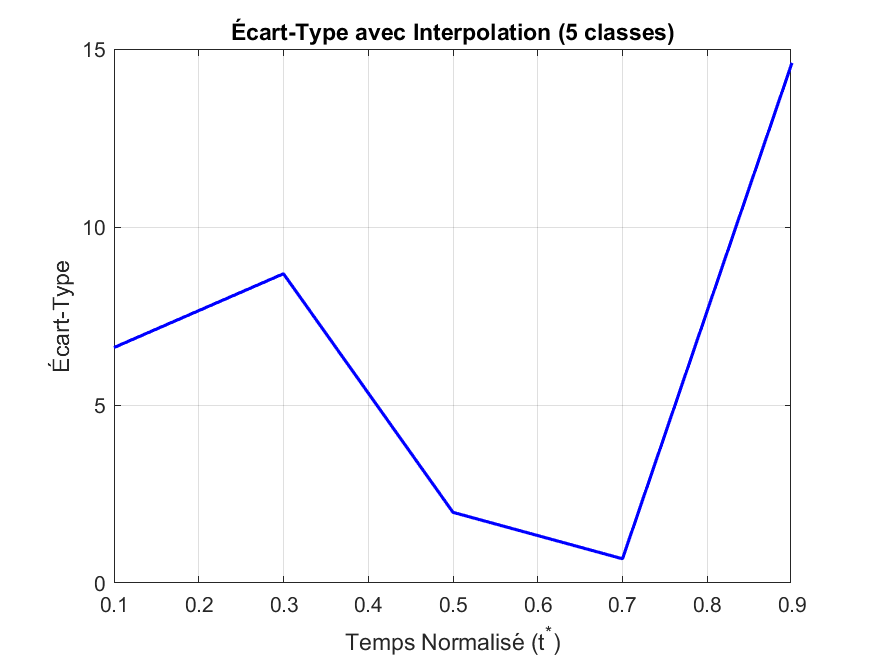 Écart-Type avec Interpolation (5 classes)
15
10
5
0
Écart-Type
0.1 0.2 0.3 0.4 0.5 0.6 0.7 0.8 0.9
Temps Normalisé (t*)